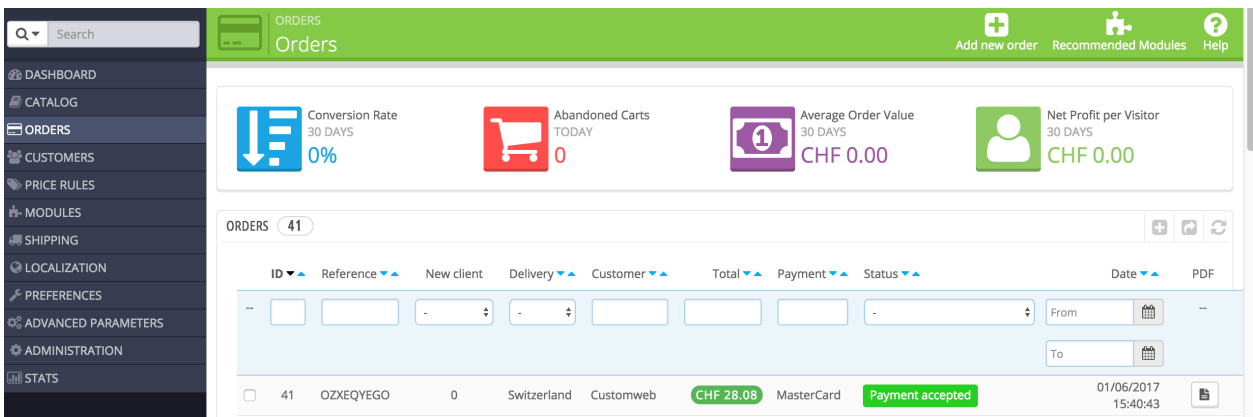 Search
DASHBOARD
CATALOG
ORDERS
CUSTOMERS
PRICE RULES
MODULES
SHIPPING
LOCALIZATION
PREFERENCES
ADVANCED PARAMETERS
ADMINISTRATION
STATS
ORDERS
Orders
Add new order Recommended Modules Help
Conversion Rate
30 DAYS
0%
Abandoned Carts
TODAY
0
1
Average Order Value
30 DAYS
CHF 0.00
Net Profit per Visitor
30 DAYS
CHF 0.00
ORDERS 41
ID Reference New client Delivery Customer Total Payment Status Date PDF
-- - - - From --
To
41 OZXEQYEGO 0 Switzerland Customweb CHF 28.08 MasterCard Payment accepted 01/06/2017
15:40:43